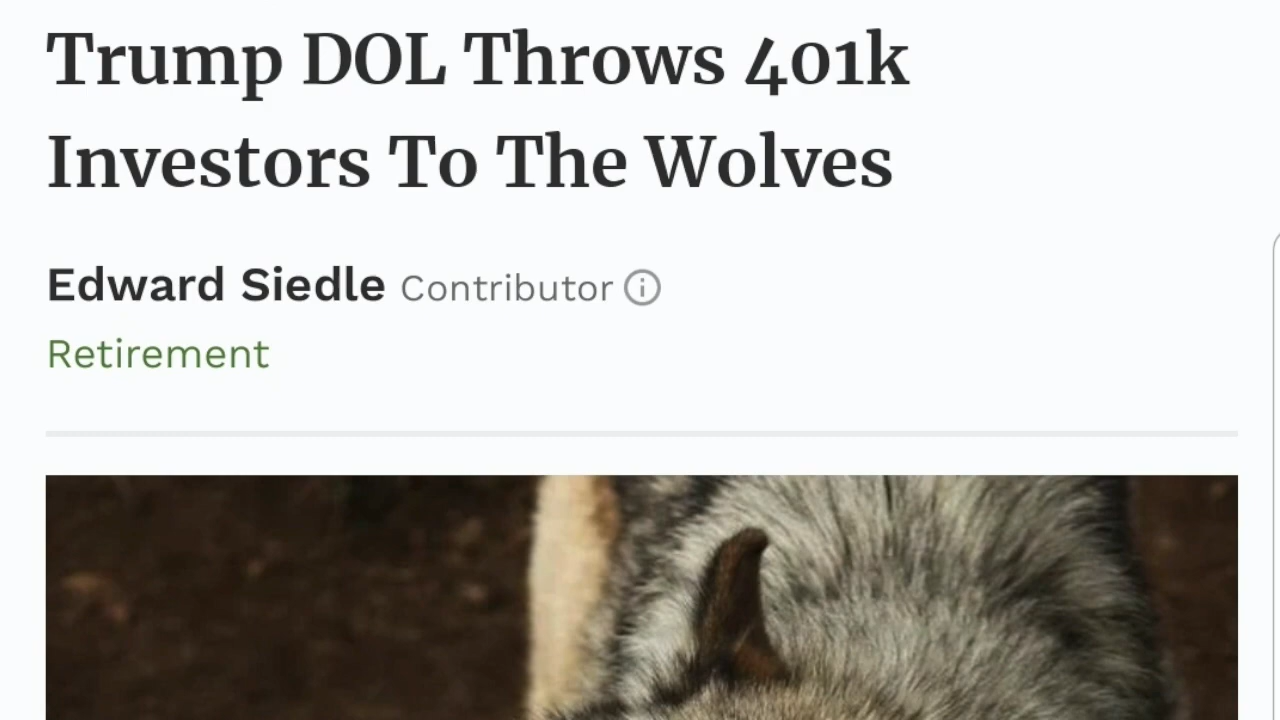 Trump DOL Throws 401k
Investors To The Wolves
Edward Siedle Contributor
Retirement